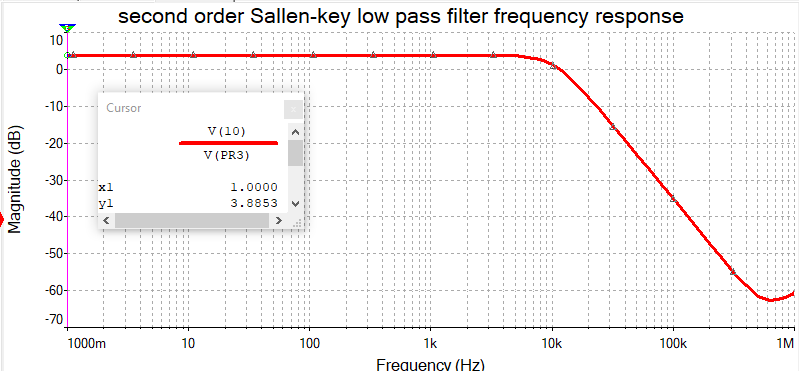 second order Sallen-key low pass filter frequency response
Magnitude (dB)
10
0
-10
-20
-30
-40
-50
-60
-70
Cursor
V(10)
V(PR3)
x1 1.0000
y1 3.8853
1000m 10 100 1k 10k 100k 1M
Frequency (Hz)